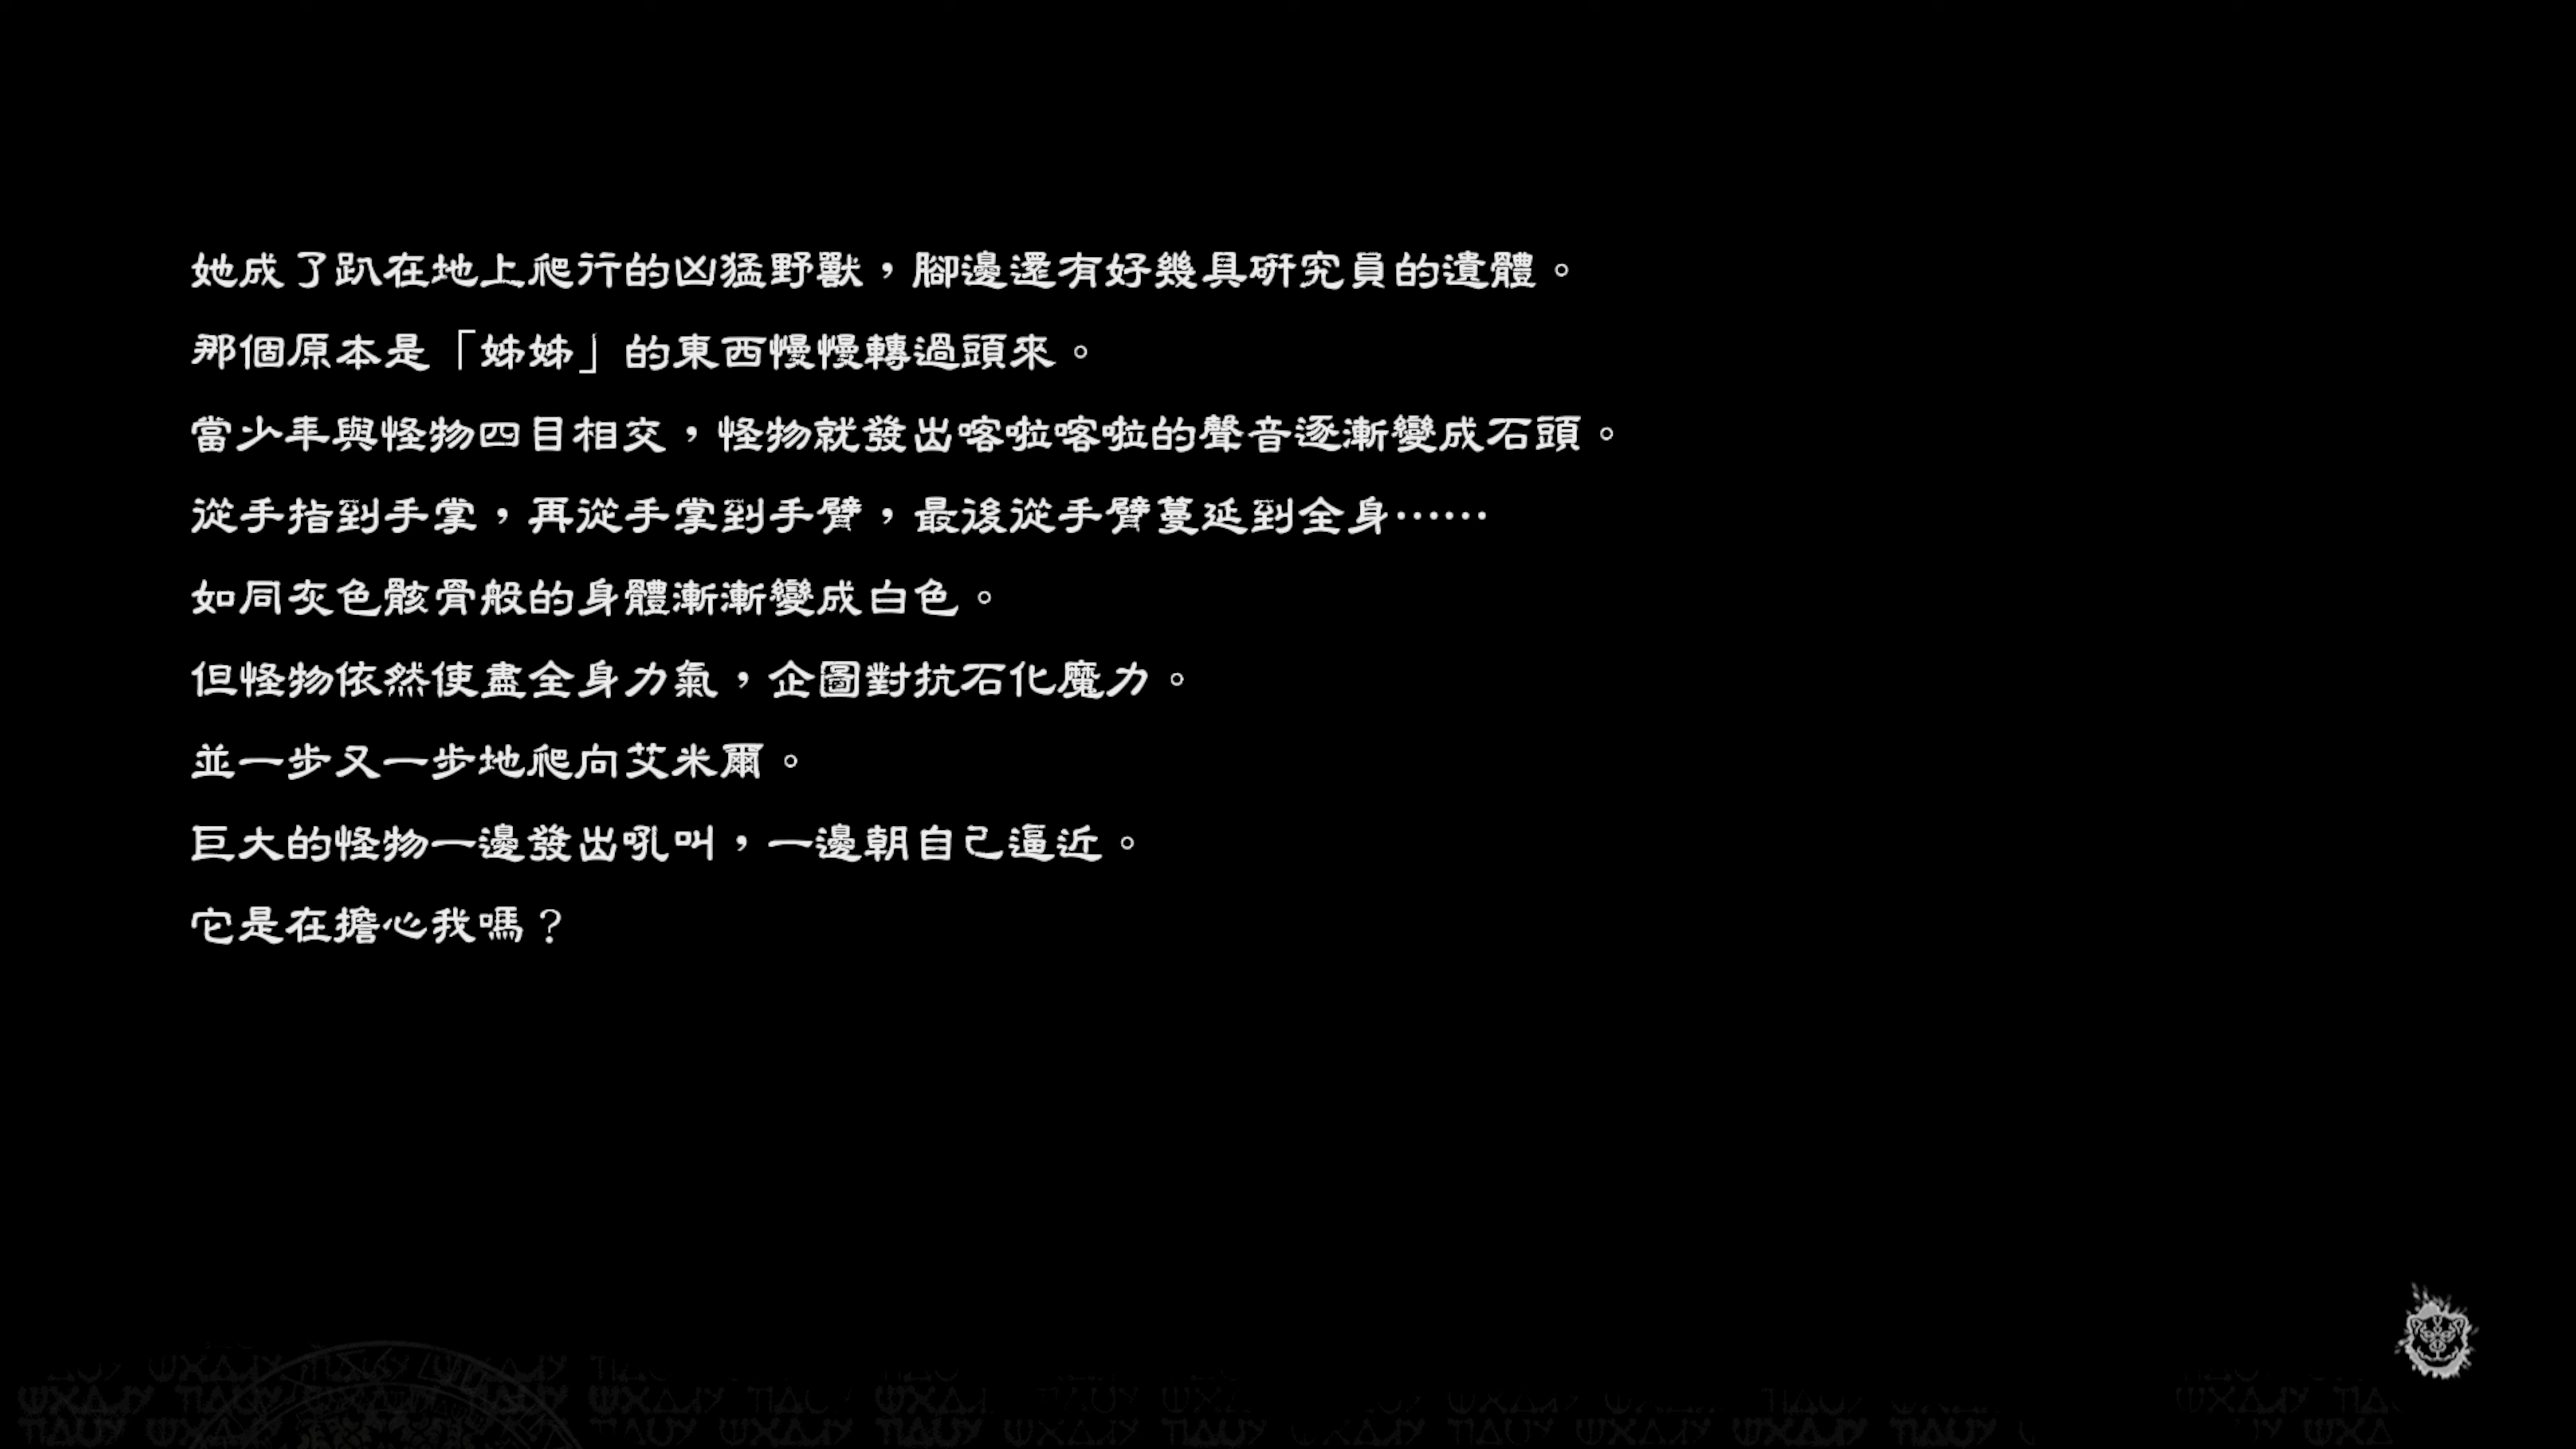 她成了趴在地上爬行的凶猛野獸，腳邊還有好幾具研究員的遺體。
那個原本是「姊姊」的東西慢慢轉過頭來。
當少年與怪物四目相交，怪物就發出喀啦喀啦的聲音逐漸變成石頭。
從手指到手掌，再從手掌到手臂，最後從手臂蔓延到全身⋯⋯
如同灰色骸骨般的身體漸漸變成白色。
但怪物依然使盡全身力氣，企圖對抗石化魔力。
並一步又一步地爬向艾米爾。
巨大的怪物一邊發出吼叫，一邊朝自己逼近。
它是在擔心我嗎？